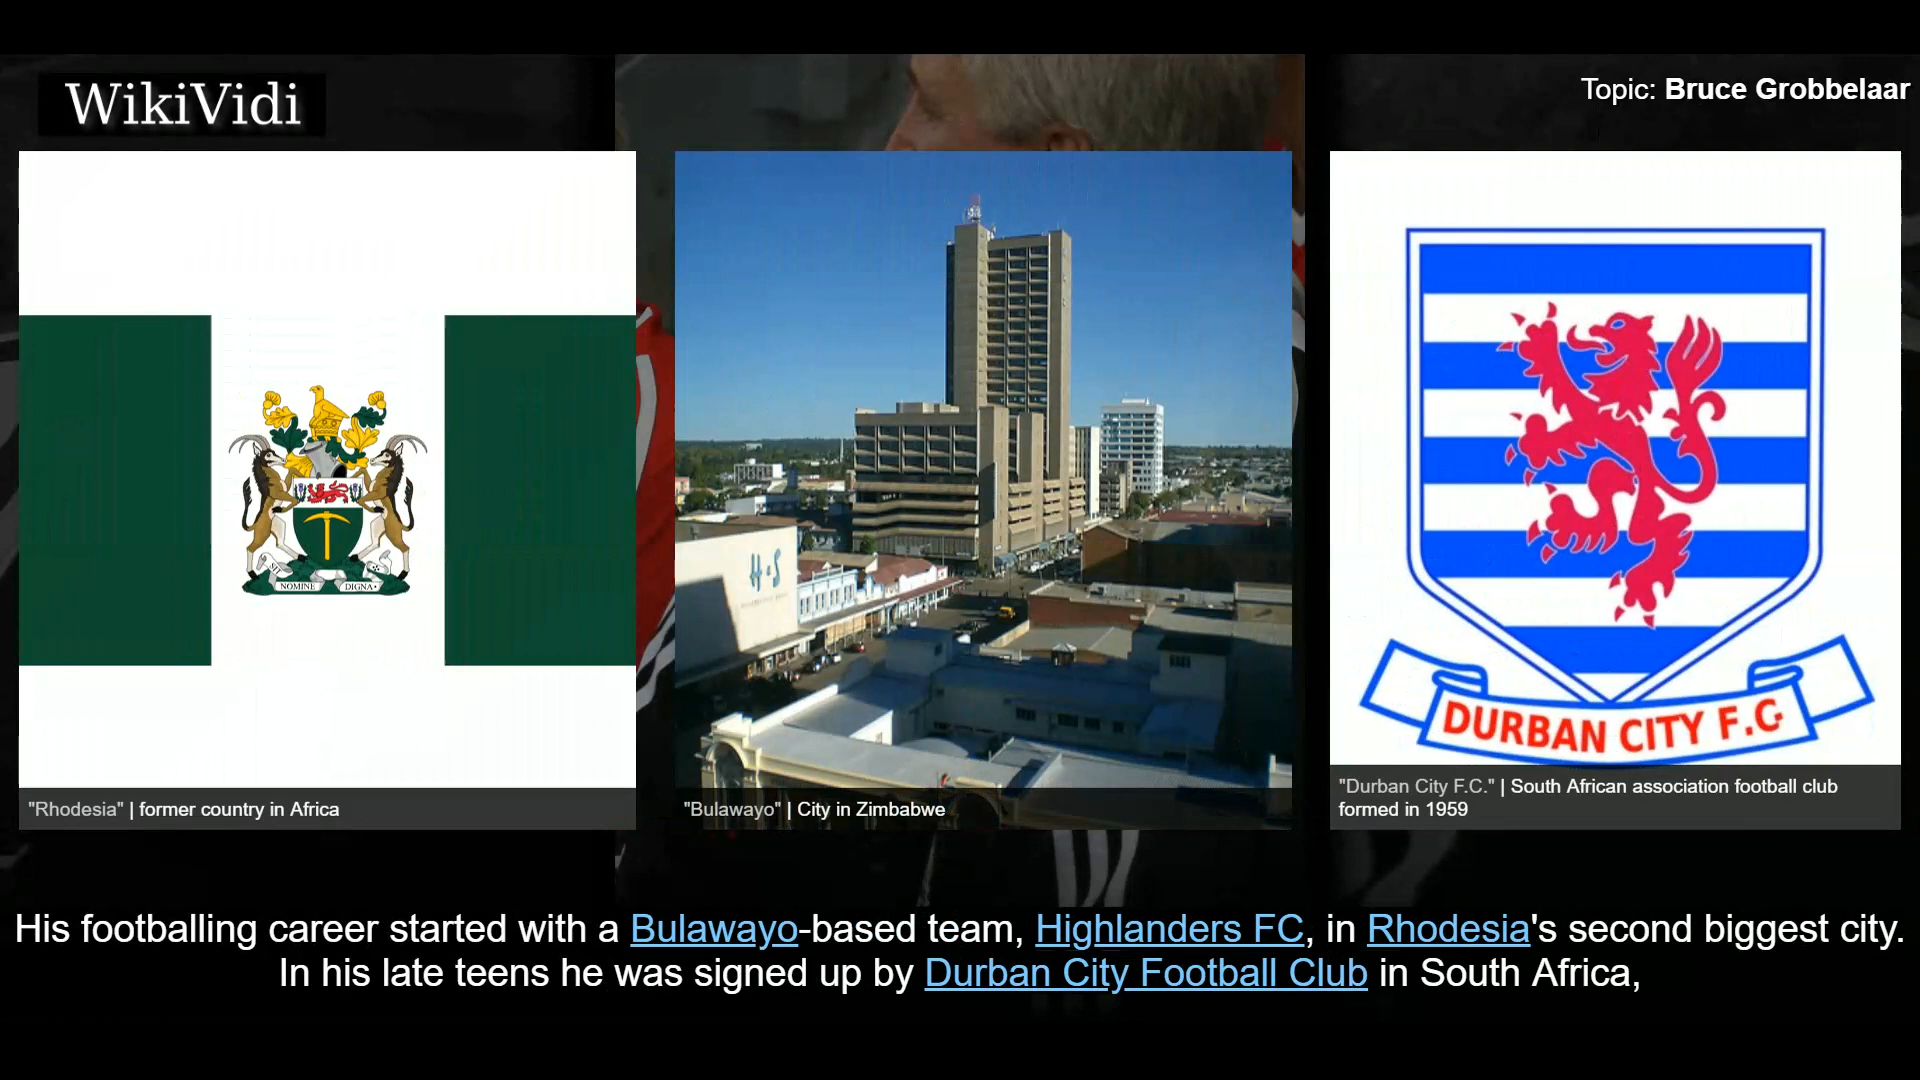 WikiVidi
Topic: Bruce Grobbelaar
SIT
NOMINE
DIGNA
H&S
DURBAN CITY F.C.
"Rhodesia" | former country in Africa
"Bulawayo" | City in Zimbabwe
"Durban City F.C." | South African association football club
formed in 1959
His footballing career started with a Bulawayo-based team, Highlanders FC, in Rhodesia's second biggest city.
In his late teens he was signed up by Durban City Football Club in South Africa,